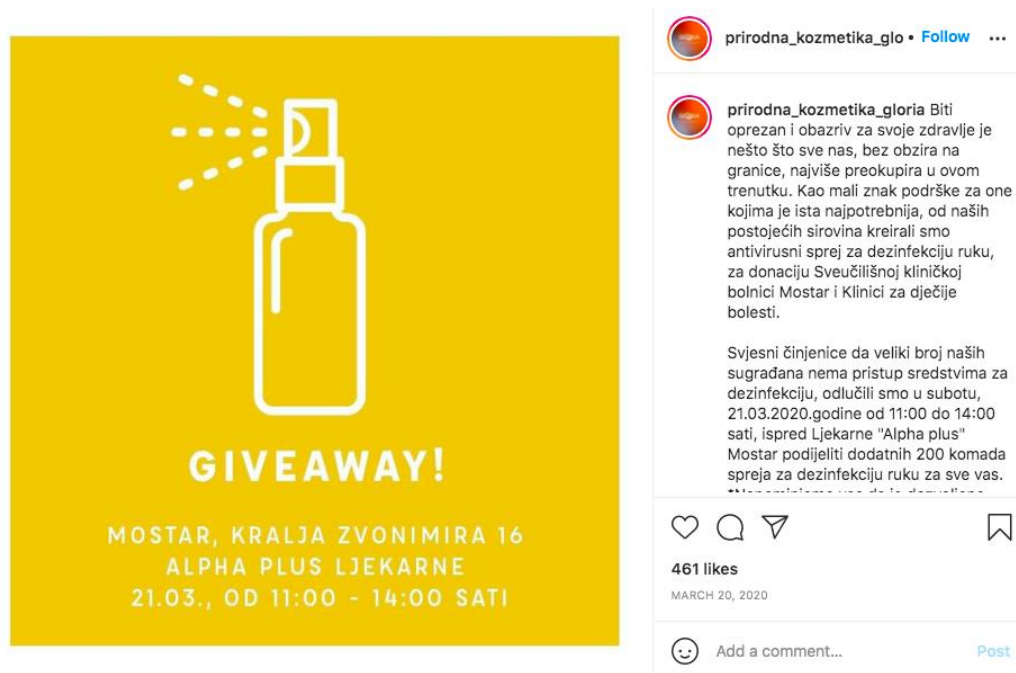 GIVEAWAY!
MOSTAR, KRALJA ZVONIMIRA 16
ALPHA PLUS LJEKARNE
21.03., OD 11:00 - 14:00 SATI
prirodna_kozmetika_glo • Follow ...
prirodna_kozmetika_gloria Biti
oprezan i obazriv za svoje zdravlje je
nešto što sve nas, bez obzira na
granice, najviše preokupira u ovom
trenutku. Kao mali znak podrške za one
kojima je ista najpotrebnija, od naših
postojećih sirovina kreirali smo
antivirusni sprej za dezinfekciju ruku,
za donaciju Sveučilišnoj kliničkoj
bolnici Mostar i Klinici za dječije
bolesti.
Svjesni činjenice da veliki broj naših
sugrađana nema pristup sredstvima za
dezinfekciju, odlučili smo u subotu,
21.03.2020.godine od 11:00 do 14:00
sati, ispred Ljekarne "Alpha plus"
Mostar podijeliti dodatnih 200 komada
spreja za dezinfekciju ruku za sve vas.
461 likes
MARCH 20, 2020
Add a comment...
Post